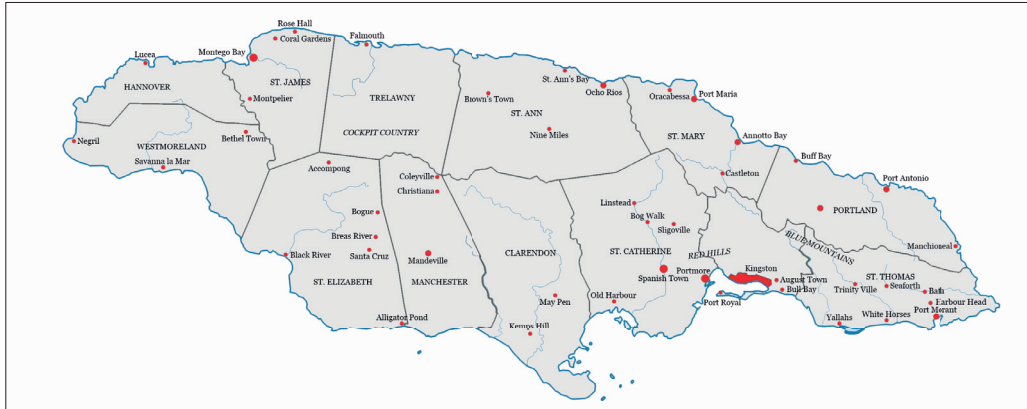 Rose Hall
Coral Gardens
Falmouth
Montego Bay
Lucea
St. Ann's Bay
ST. JAMES
HANNOVER
Ocho Rios
Oracabessa
Port Maria
Brown's Town
TRELAWNY
Montpelier
ST. ANN
COCKPIT COUNTRY
Nine Miles
ST. MARY
Annotto Bay
Bethel Town
Negril
WESTMORELAND
Savanna la Mar
Accompong
Buff Bay
Coleyville
Castleton
Christiana
Port Antonio
Linstead
Bogue
PORTLAND
Bog Walk
Sligoville
Breas River
BLUE MOUNTAINS
Manchioneal
Black River
Santa Cruz
Mandeville
CLARENDON
ST. CATHERINE
RED HILLS
Kingston
Portmore
Spanish Town
ST. ELIZABETH
MANCHESTER
August Town
ST. THOMAS
Trinity Ville
Seaforth
Bath
Bull Bay
May Pen
Old Harbour
Port Royal
Earbour Head
Port Morant
Alligator Pond
Kemps Hill
Yallahs
White Horses